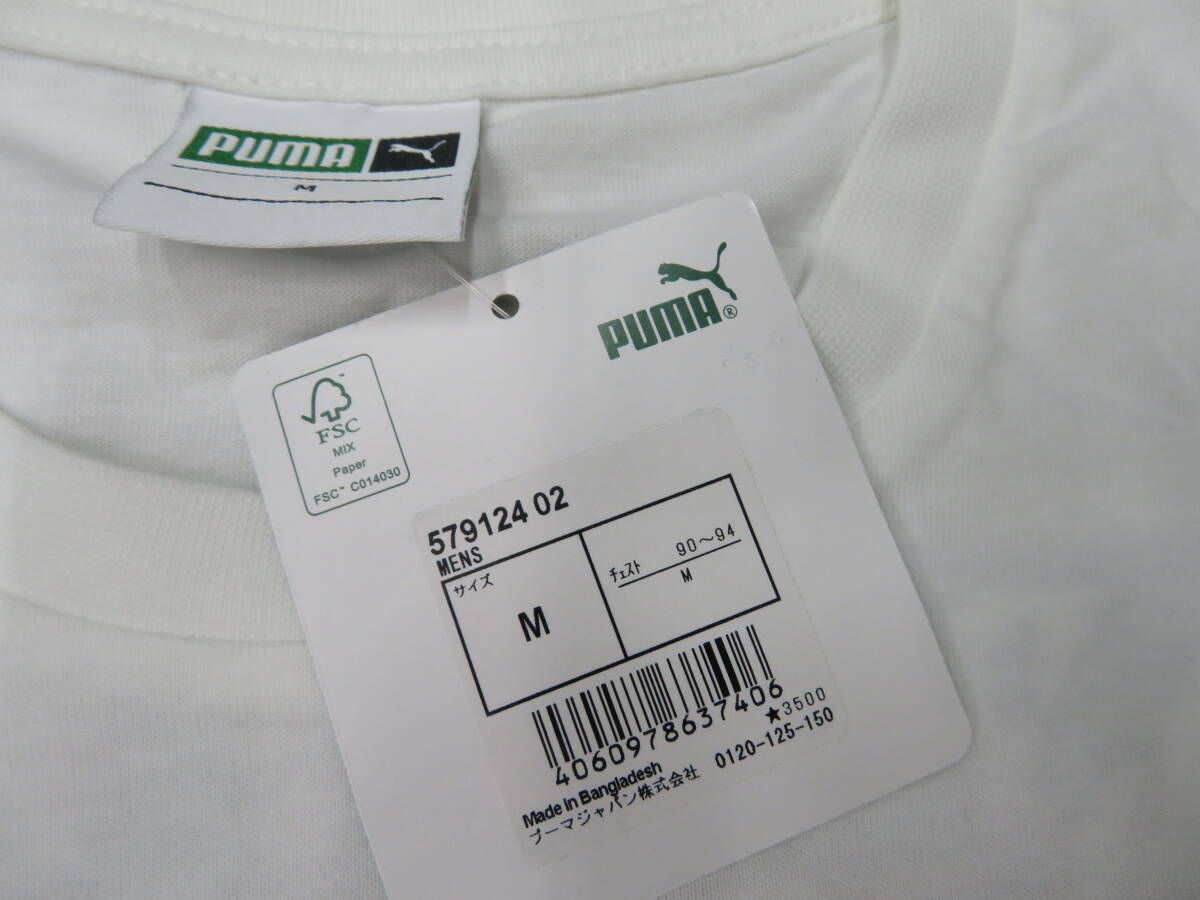 PUMA
M
PUMA®
FSC
MIX
Paper
FSC™ C014030
579124 02
MENS
サイズ
M
チェスト 90～94
M
4060978637406
★3500
Made in Bangladesh
プーマジャパン株式会社 0120-125-150